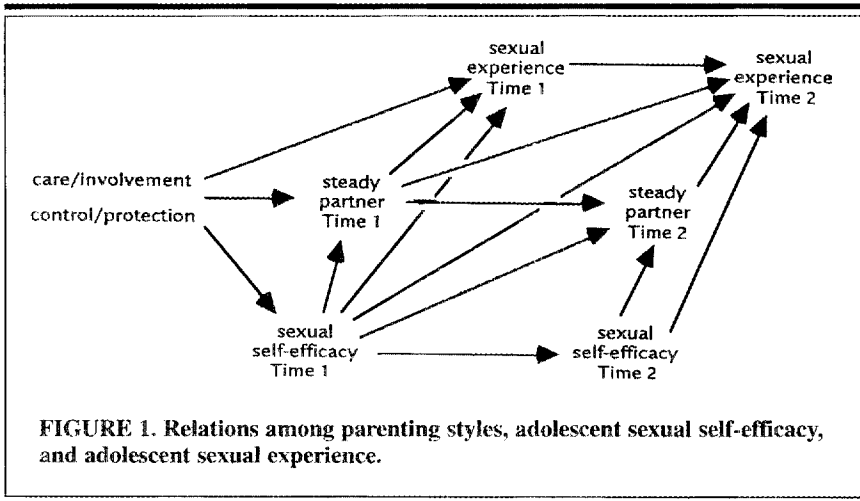 sexual
experience
Time 1
sexual
experience
Time 2
care/involvement
control/protection
steady
partner
Time 1
steady
partner
Time 2
sexual
self-efficacy
Time 1
sexual
self-efficacy
Time 2
FIGURE 1. Relations among parenting styles, adolescent sexual self-efficacy,
and adolescent sexual experience.